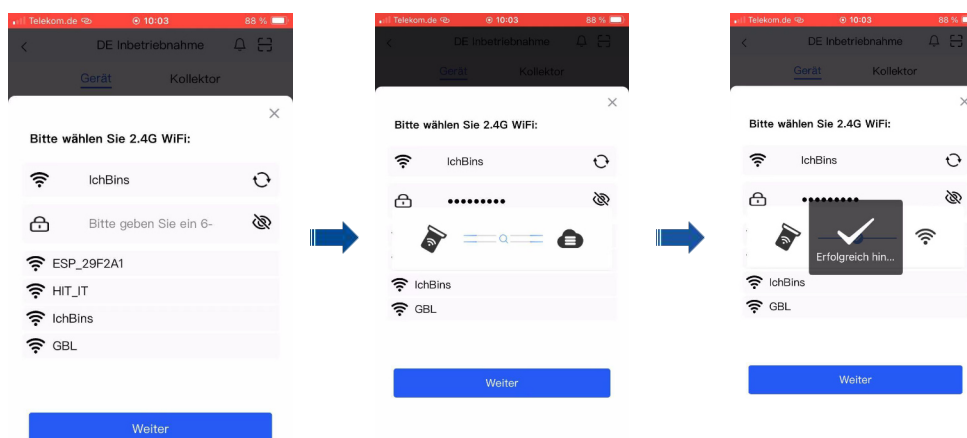 Telekom.de 10:03 88 %
DE Inbetriebnahme
Gerät Kollektor
Bitte wählen Sie 2.4G WiFi:
IchBins
Bitte geben Sie ein 6-
ESP_29F2A1
HIT_IT
IchBins
GBL
Weiter
Telekom.de 10:03 88 %
DE Inbetriebnahme
Gerät Kollektor
Bitte wählen Sie 2.4G WiFi:
IchBins
•••••••••
IchBins
GBL
Weiter
Telekom.de 10:03 88 %
DE Inbetriebnahme
Gerät Kollektor
Bitte wählen Sie 2.4G WiFi:
IchBins
•••••••••
Erfolgreich hin...
IchBins
GBL
Weiter